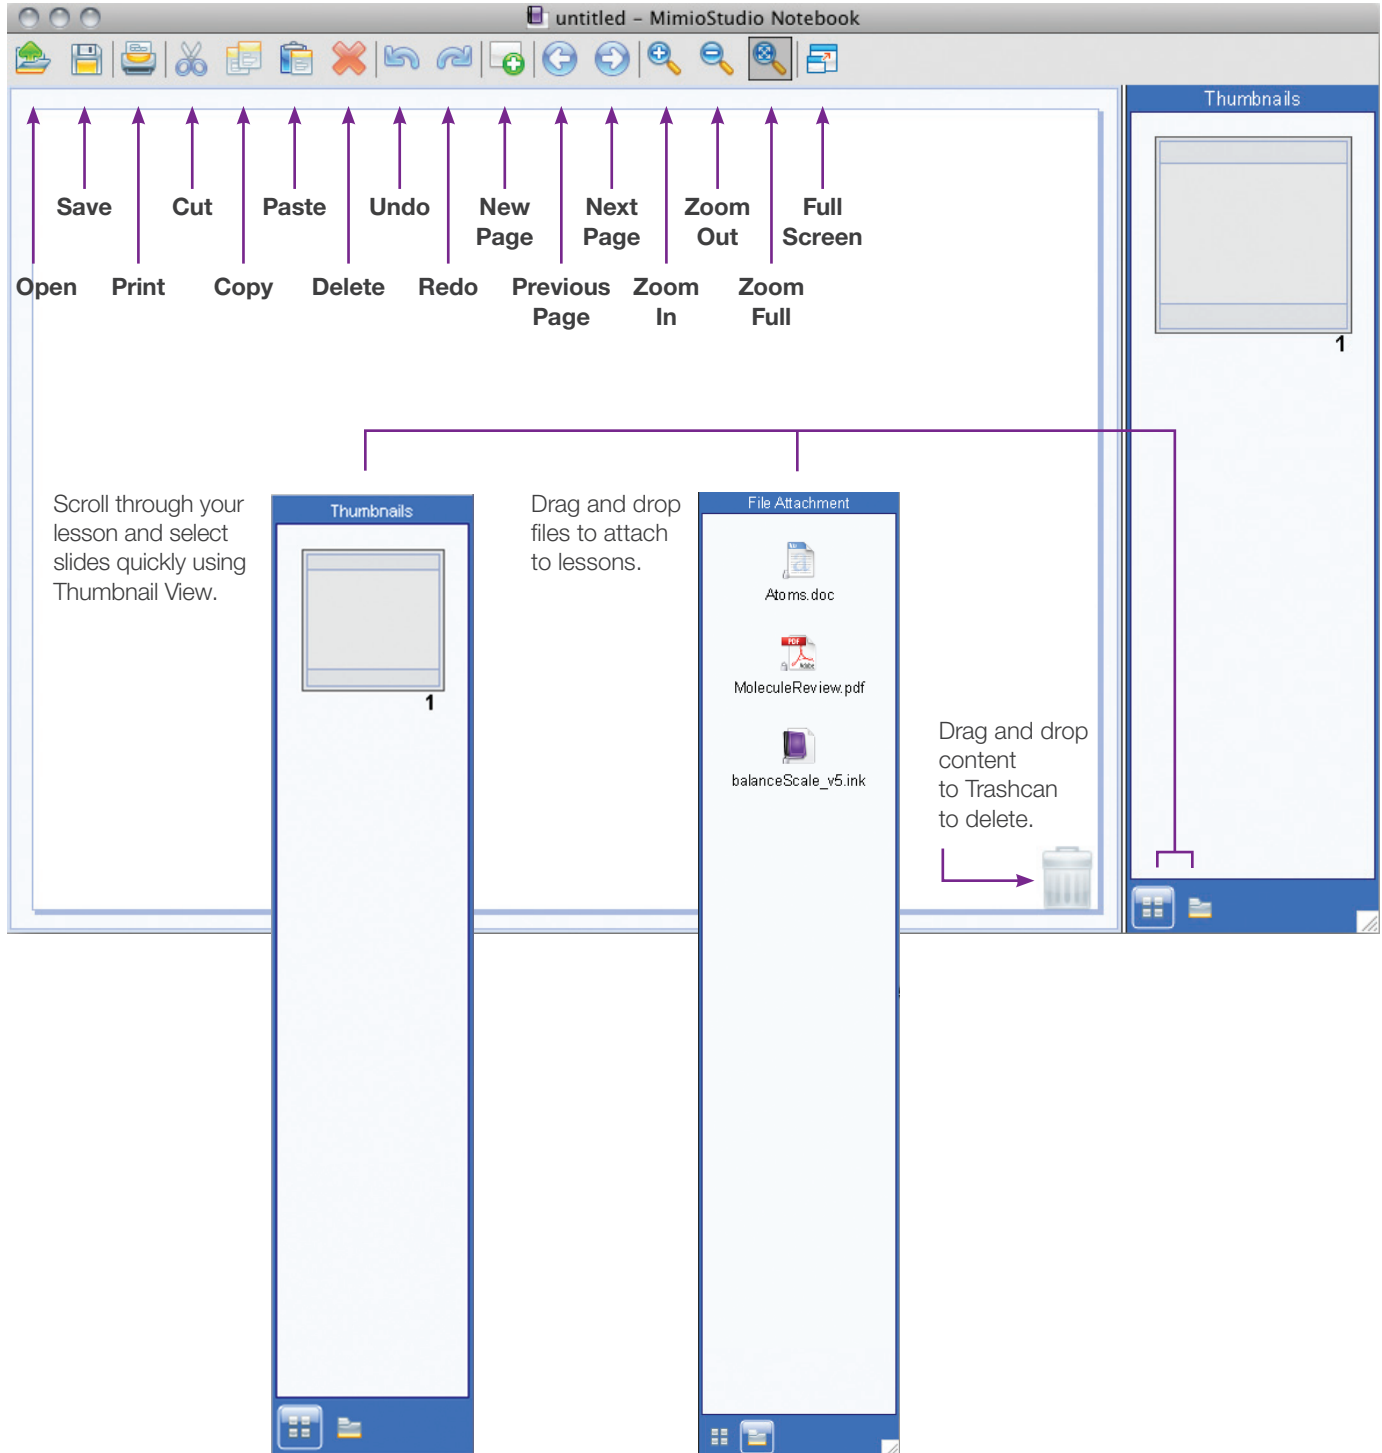 untitled – MimioStudio Notebook
Thumbnails
Save
Cut
Paste
Undo
New
Page
Next
Page
Zoom
Out
Full
Screen
Open
Print
Copy
Delete
Redo
Previous
Page
Zoom
In
Zoom
Full
1
Scroll through your
lesson and select
slides quickly using
Thumbnail View.
Thumbnails
1
Drag and drop
files to attach
to lessons.
File Attachment
Atoms.doc
PDF
Adobe
MoleculeReview.pdf
balanceScale_v5.ink
Drag and drop
content
to Trashcan
to delete.